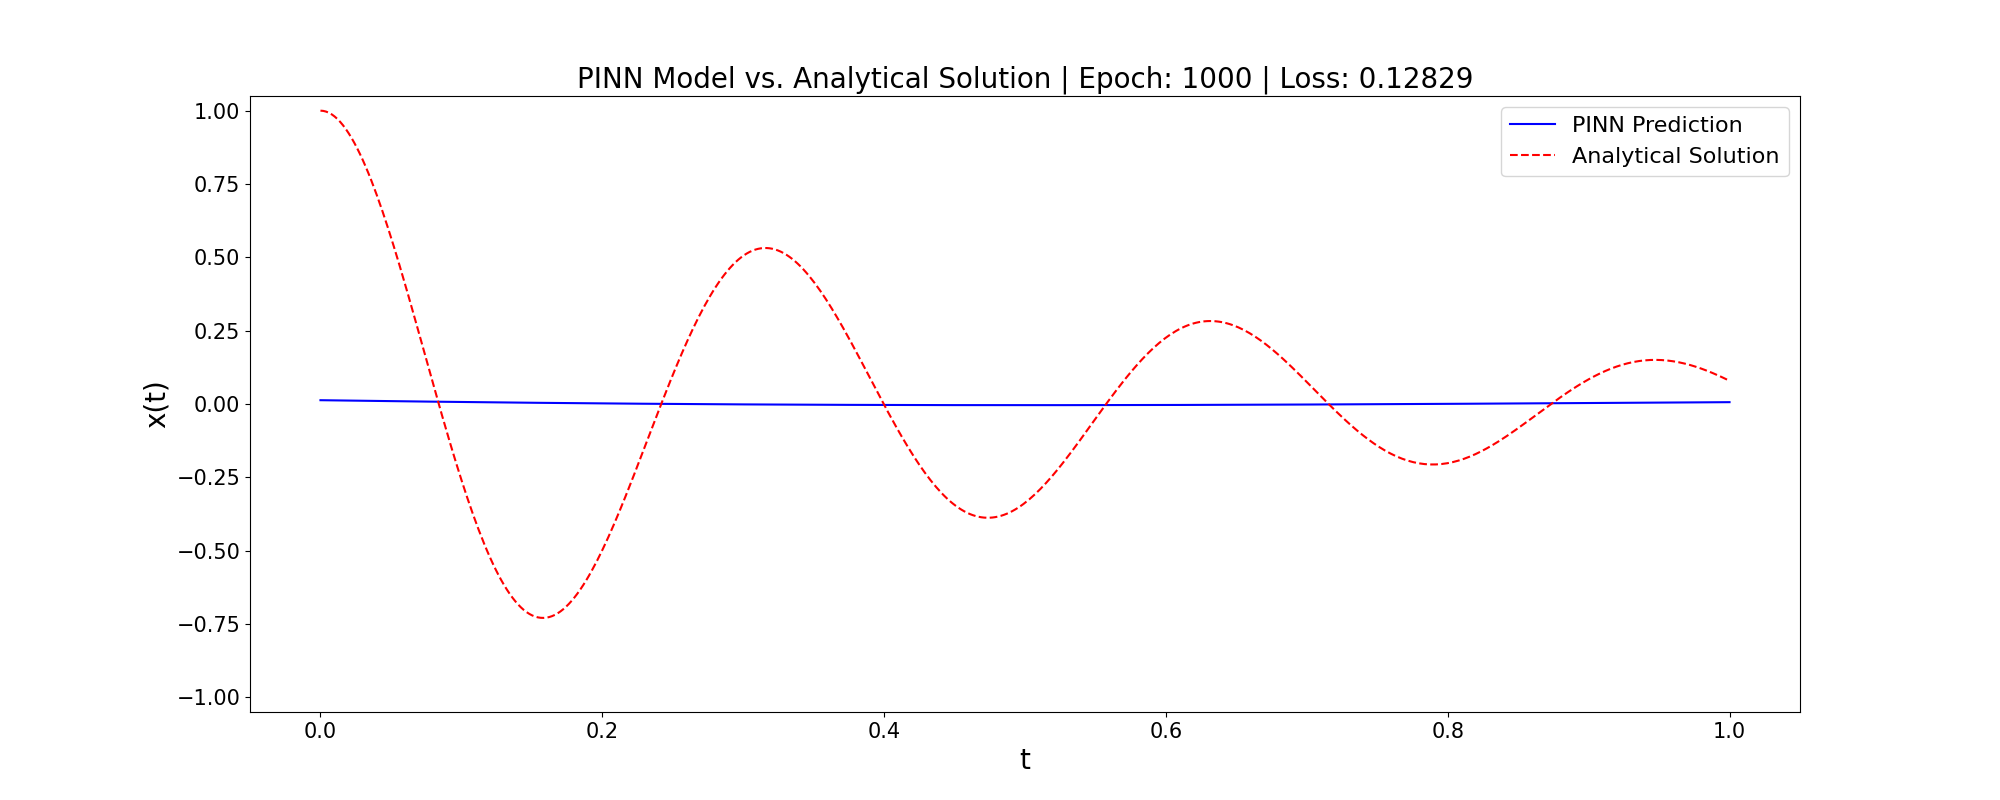 PINN Model vs. Analytical Solution | Epoch: 1000 | Loss: 0.12829
PINN Prediction
Analytical Solution
x(t)
1.00
0.75
0.50
0.25
0.00
−0.25
−0.50
−0.75
−1.00
0.0 0.2 0.4 0.6 0.8 1.0
t